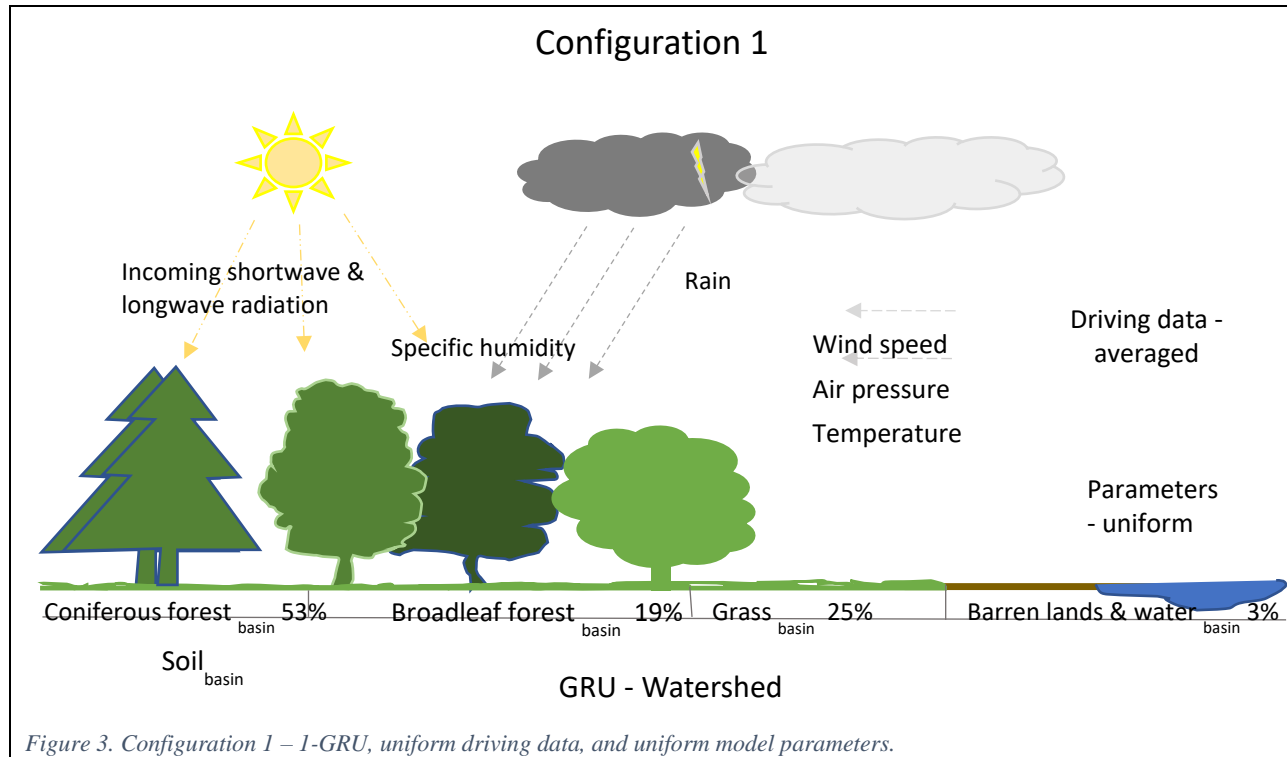 Configuration 1
Incoming shortwave &
longwave radiation
Rain
Specific humidity
Wind speed
Air pressure
Temperature
Driving data -
averaged
Parameters
- uniform
Coniferous forest basin 53% Broadleaf forest basin 19% Grass basin 25% Barren lands & water basin 3%
Soil basin
GRU - Watershed
Figure 3. Configuration 1 – 1-GRU, uniform driving data, and uniform model parameters.